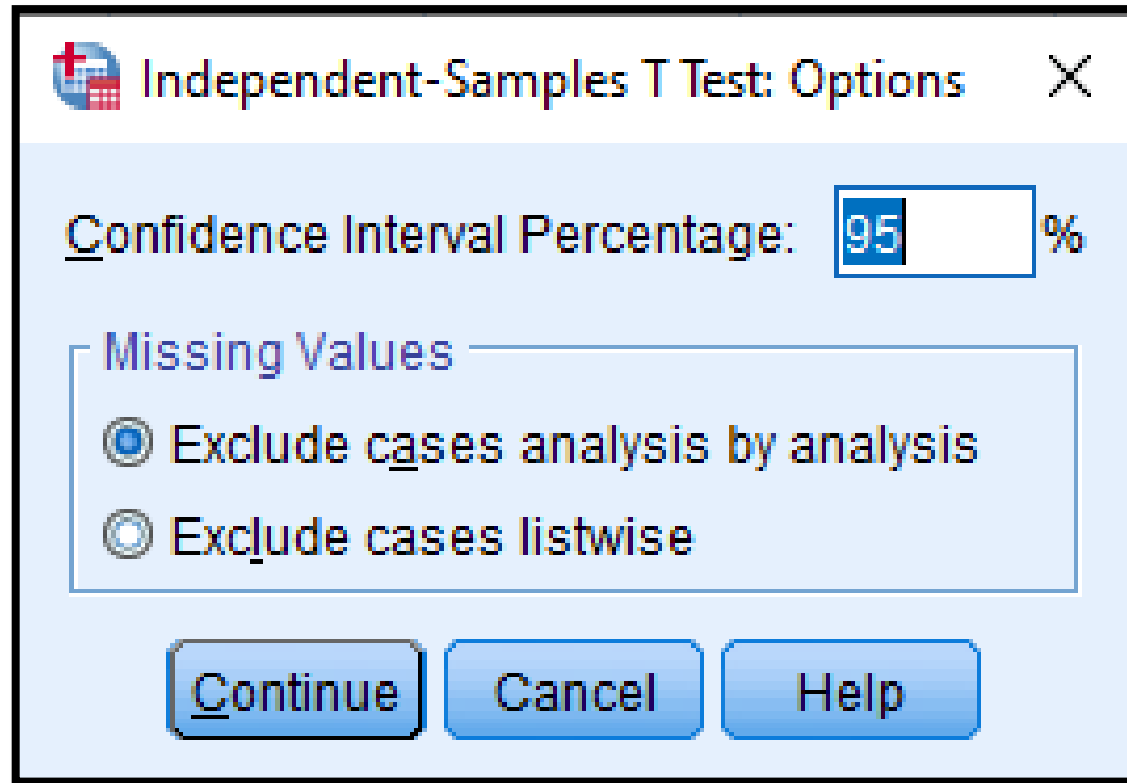 Independent-Samples T Test: Options
Confidence Interval Percentage: 95 %
Missing Values
Exclude cases analysis by analysis
Exclude cases listwise
Continue Cancel Help